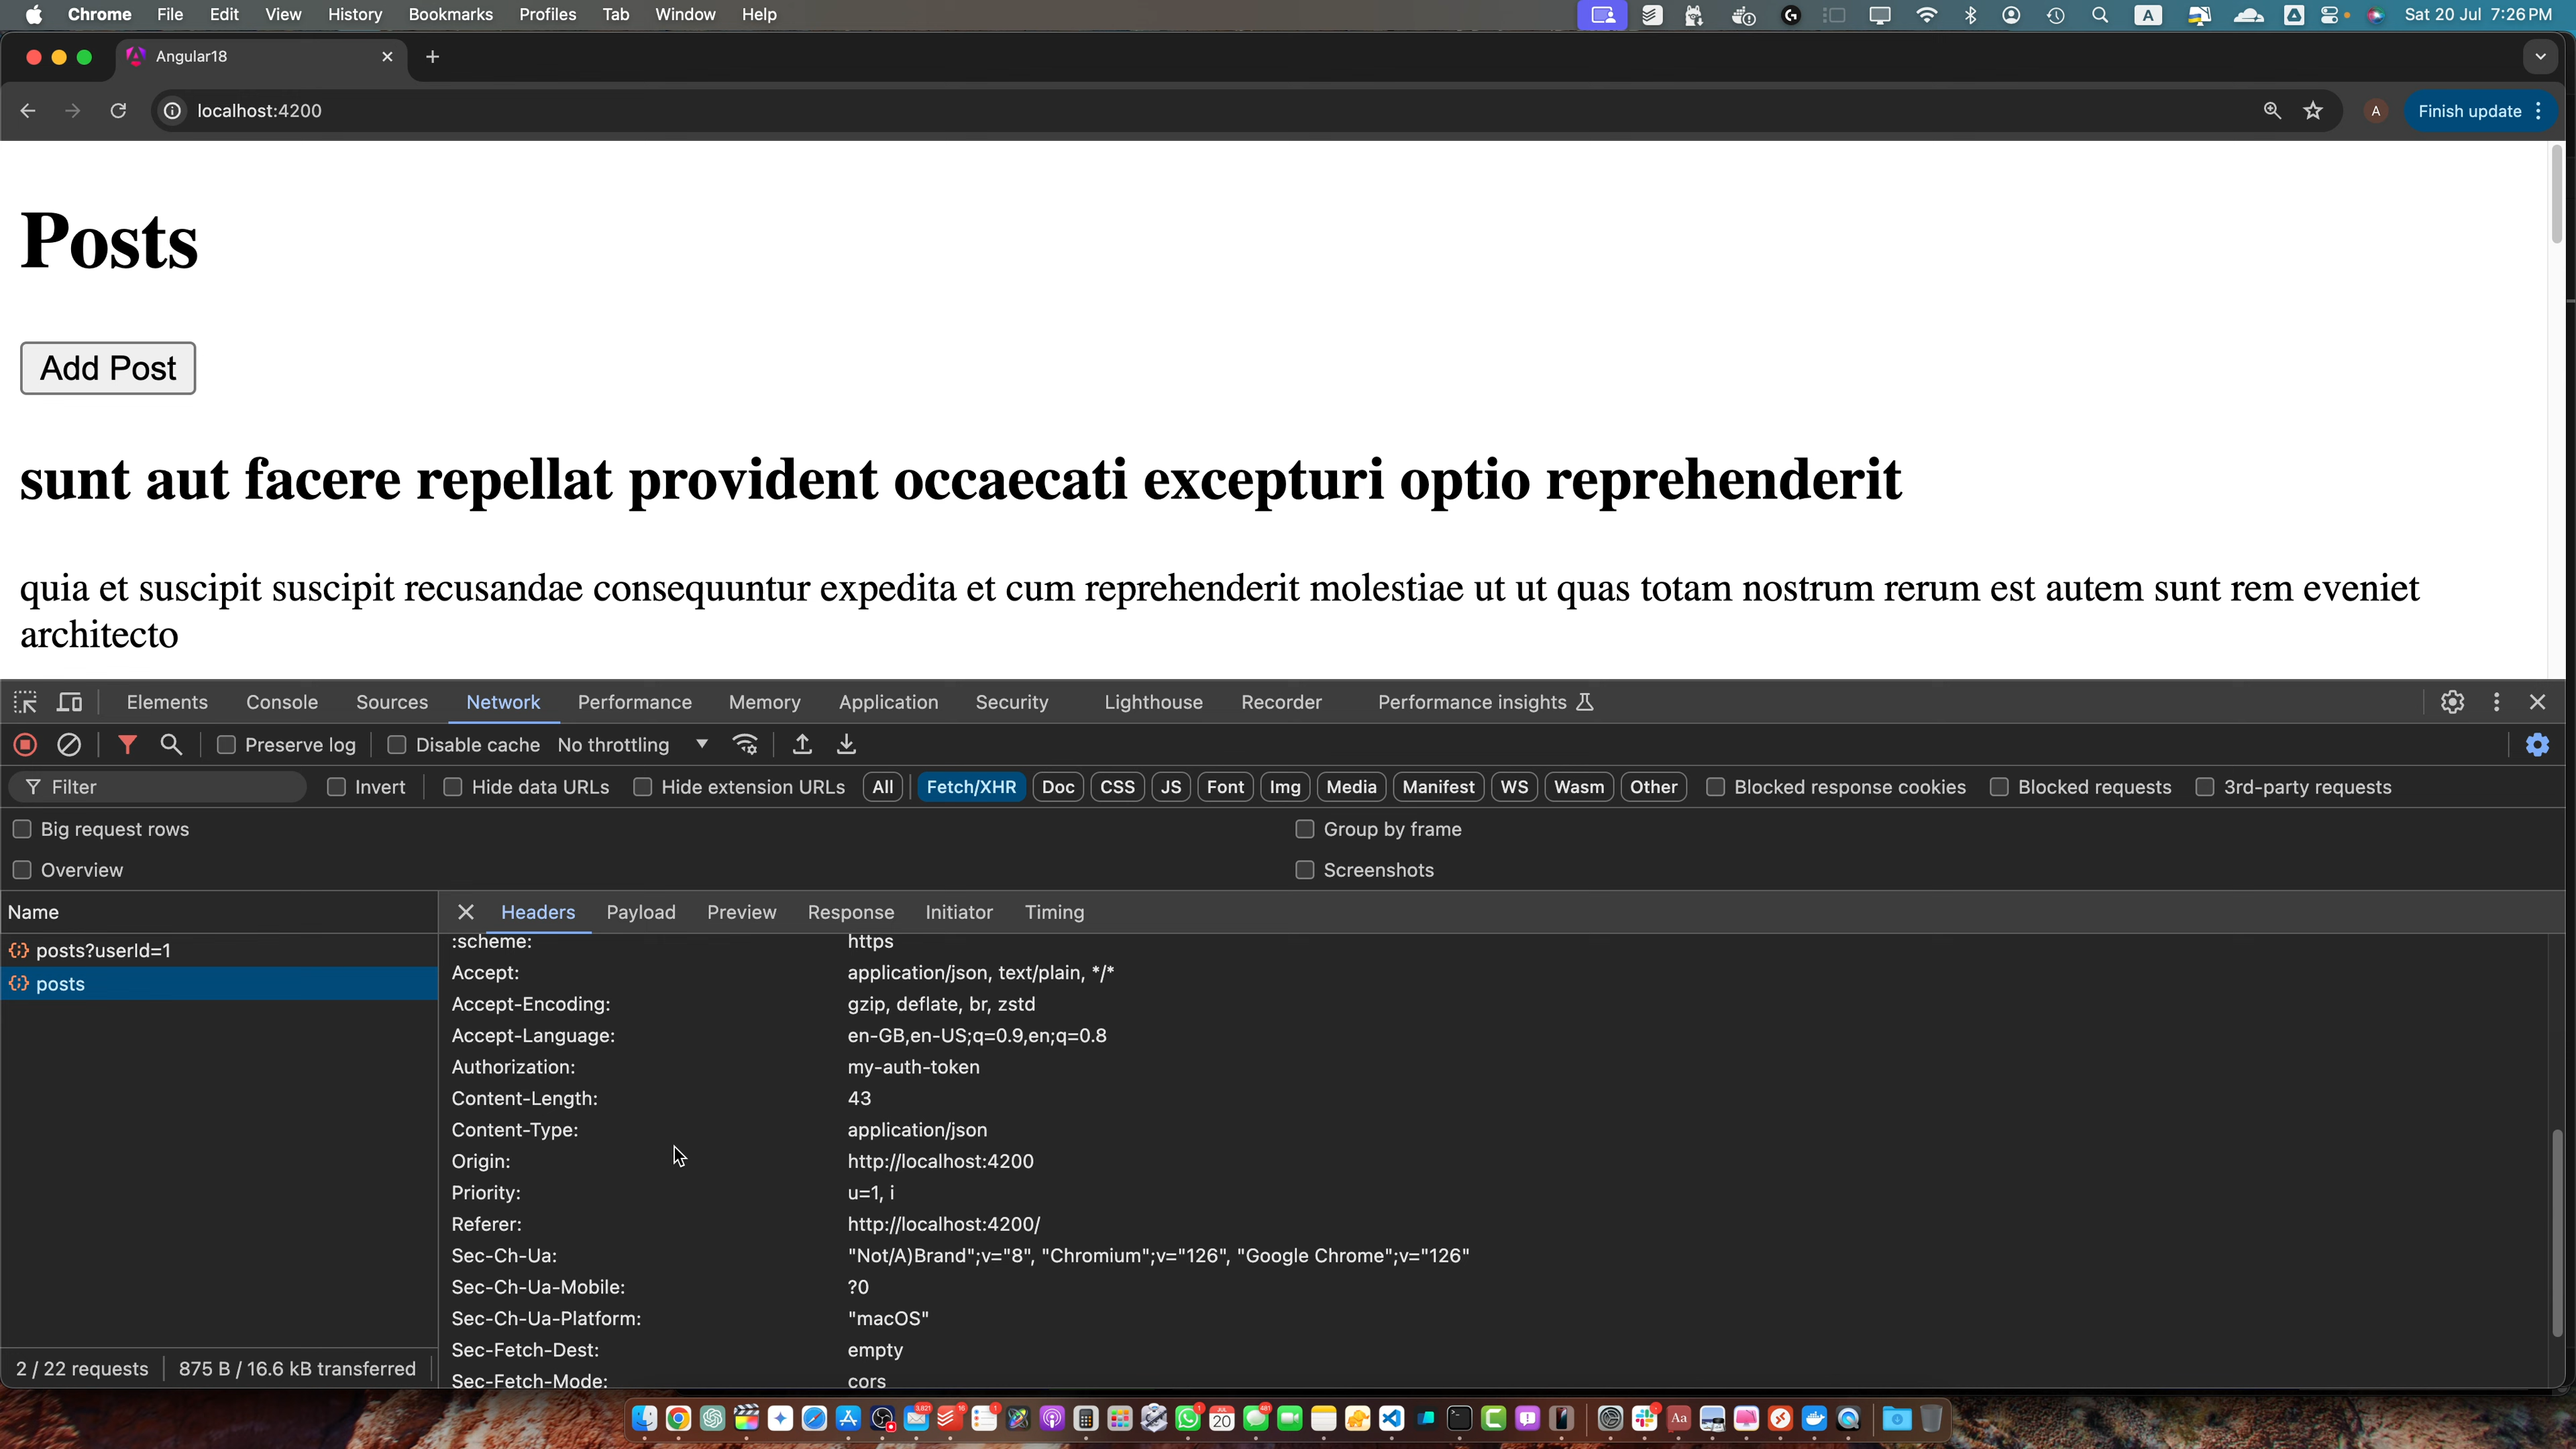 Chrome File Edit View History Bookmarks Profiles Tab Window Help A Sat 20 Jul 7:26 PM
Angular18
localhost:4200 A Finish update
Posts
Add Post
sunt aut facere repellat provident occaecati excepturi optio reprehenderit
quia et suscipit suscipit recusandae consequuntur expedita et cum reprehenderit molestiae ut ut quas totam nostrum rerum est autem sunt rem eveniet
architecto
Elements Console Sources Network Performance Memory Application Security Lighthouse Recorder Performance insights
Preserve log Disable cache No throttling
Filter Invert Hide data URLs Hide extension URLs All Fetch/XHR Doc CSS JS Font Img Media Manifest WS Wasm Other Blocked response cookies Blocked requests 3rd-party requests
Big request rows Group by frame
Overview Screenshots
Name Headers Payload Preview Response Initiator Timing
posts?userId=1
posts
:scheme: https
Accept: application/json, text/plain, */*
Accept-Encoding: gzip, deflate, br, zstd
Accept-Language: en-GB,en-US;q=0.9,en;q=0.8
Authorization: my-auth-token
Content-Length: 43
Content-Type: application/json
Origin: http://localhost:4200
Priority: u=1, i
Referer: http://localhost:4200/
Sec-Ch-Ua: "Not/A)Brand";v="8", "Chromium";v="126", "Google Chrome";v="126"
Sec-Ch-Ua-Mobile: ?0
Sec-Ch-Ua-Platform: "macOS"
Sec-Fetch-Dest: empty
Sec-Fetch-Mode: cors
2 / 22 requests 875 B / 16.6 kB transferred
3,821 16 1 1 JUL 20 481 Aa